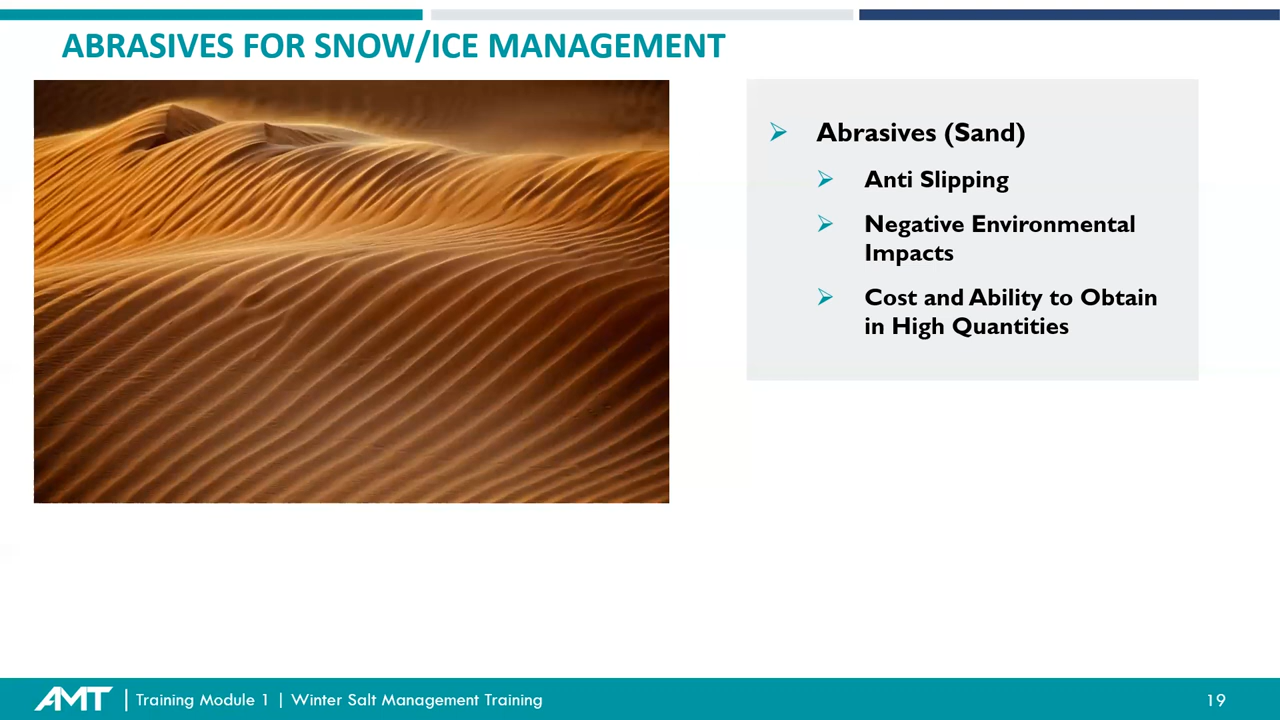 ABRASIVES FOR SNOW/ICE MANAGEMENT
Abrasives (Sand)
Anti Slipping
Negative Environmental
Impacts
Cost and Ability to Obtain
in High Quantities
AMT | Training Module 1 | Winter Salt Management Training
19